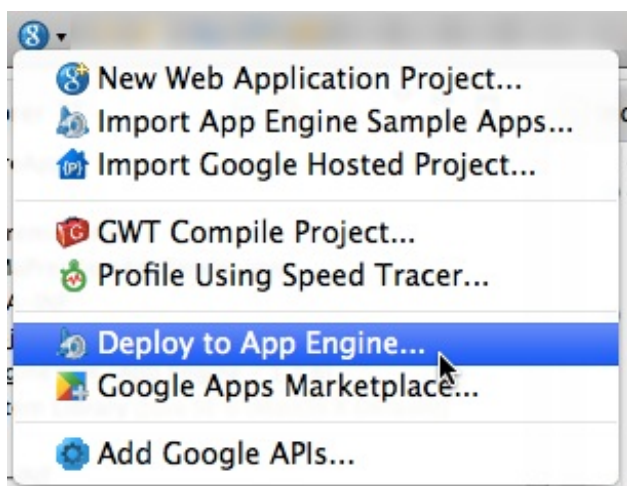 New Web Application Project...
Import App Engine Sample Apps...
Import Google Hosted Project...
GWT Compile Project...
Profile Using Speed Tracer...
Deploy to App Engine...
Google Apps Marketplace...
Add Google APIs...